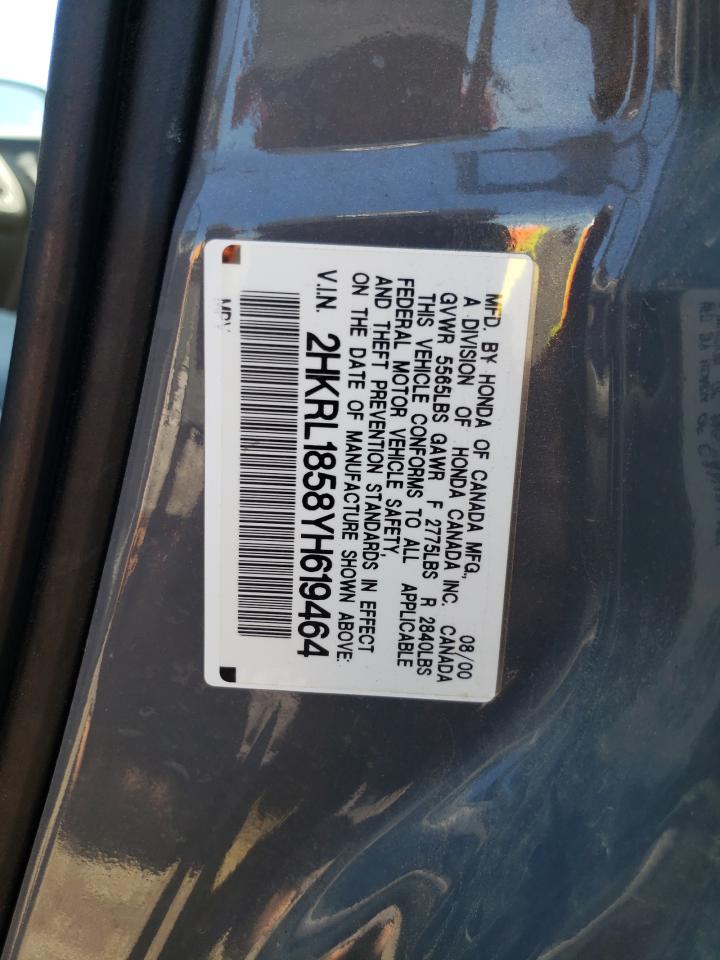 MFD. BY HONDA OF CANADA MFG., 08/00
A DIVISION OF HONDA CANADA INC. CANADA
GVWR 5565LBS GAWR F 2775LBS R 2840LBS
THIS VEHICLE CONFORMS TO ALL APPLICABLE
FEDERAL MOTOR VEHICLE SAFETY,
AND THEFT PREVENTION STANDARDS IN EFFECT
ON THE DATE OF MANUFACTURE SHOWN ABOVE:
V.I.N. 2HKRL1858YH619464
MPV